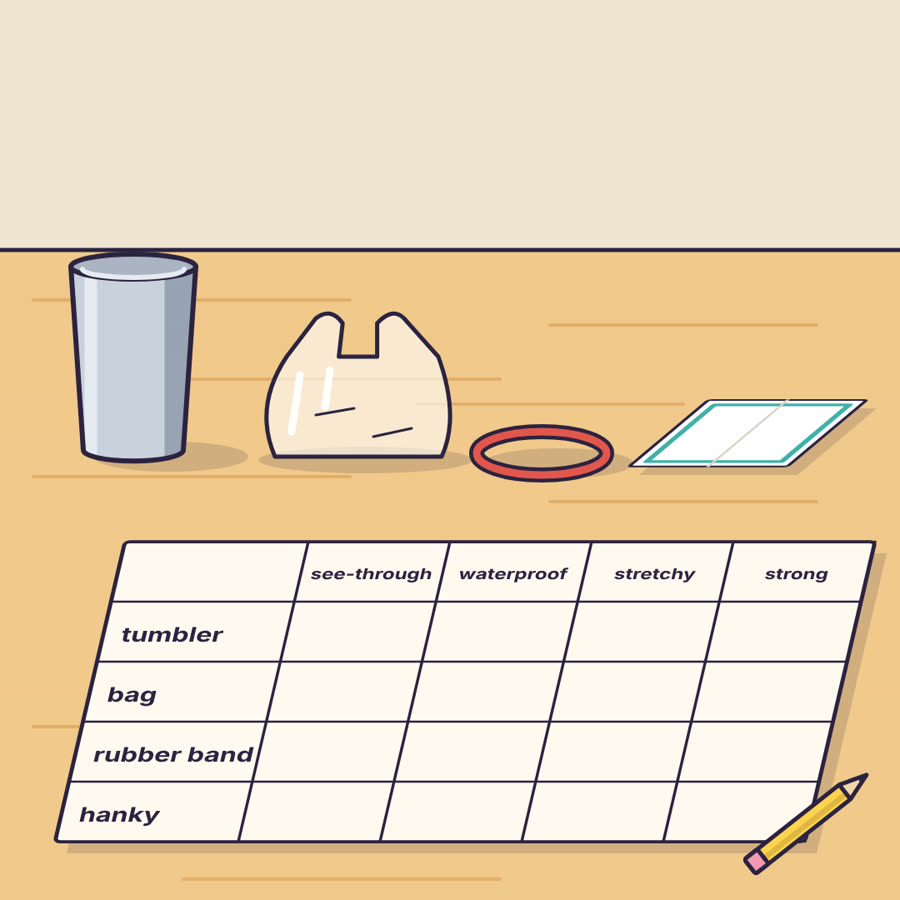 see-through waterproof stretchy strong
tumbler
bag
rubber band
hanky